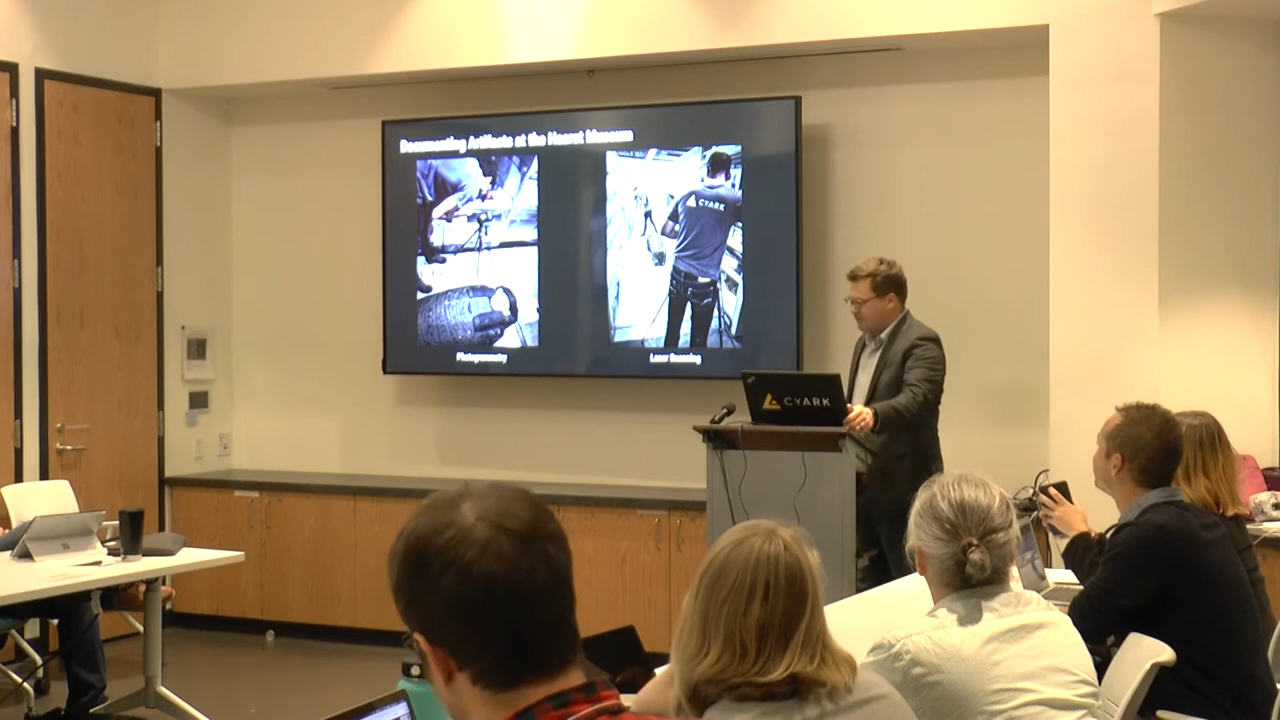 Documenting Artifacts at the Hearst Museum
CYARK
Photogrammetry
Laser Scanning
CYARK